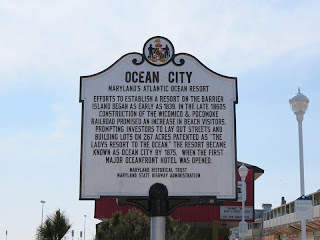 OCEAN CITY
MARYLAND'S ATLANTIC OCEAN RESORT
EFFORTS TO ESTABLISH A RESORT ON THE BARRIER
ISLAND BEGAN AS EARLY AS 1839. IN THE LATE 1860S
CONSTRUCTION OF THE WICOMICO & POCOMOKE
RAILROAD PROMISED AN INCREASE IN BEACH VISITORS,
PROMPTING INVESTORS TO LAY OUT STREETS AND
BUILDING LOTS ON 267 ACRES PATENTED AS "THE
LADYS RESORT TO THE OCEAN." THE RESORT BECAME
KNOWN AS OCEAN CITY BY 1875, WHEN THE FIRST
MAJOR OCEANFRONT HOTEL WAS OPENED.
MARYLAND HISTORICAL TRUST
MARYLAND STATE HIGHWAY ADMINISTRATION